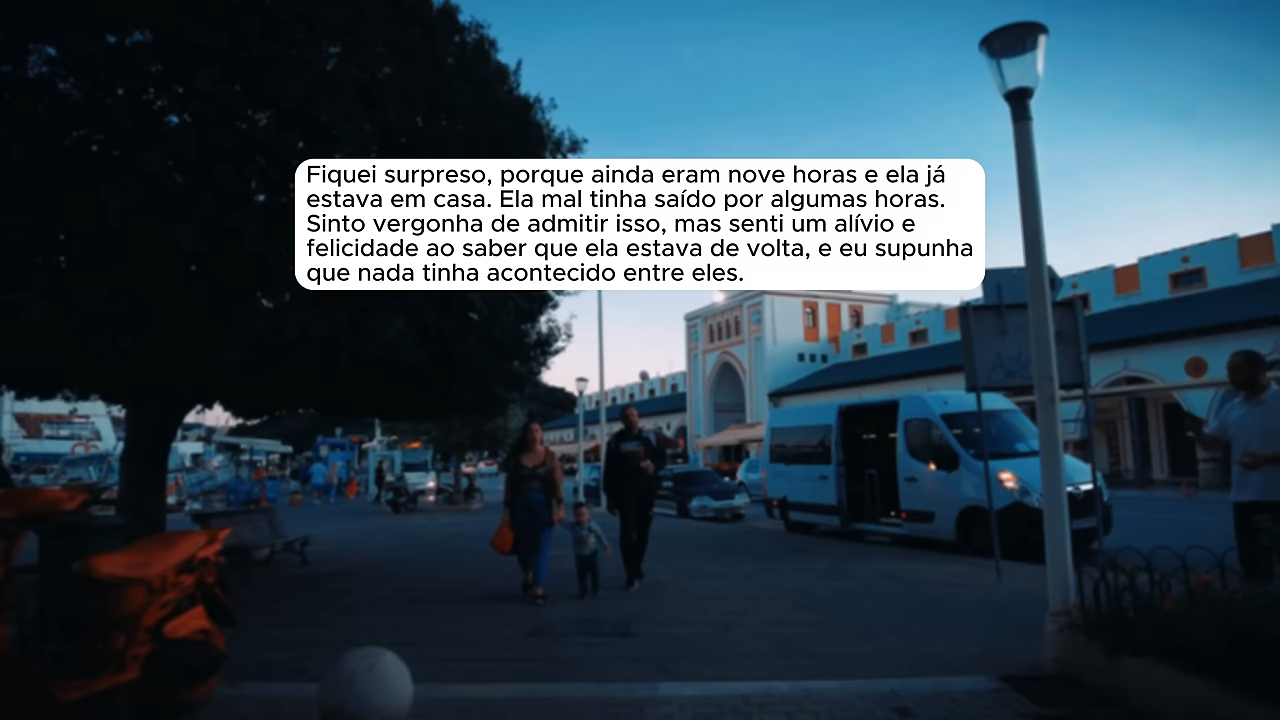 Fiquei surpreso, porque ainda eram nove horas e ela já
estava em casa. Ela mal tinha saído por algumas horas.
Sinto vergonha de admitir isso, mas senti um alívio e
felicidade ao saber que ela estava de volta, e eu supunha
que nada tinha acontecido entre eles.